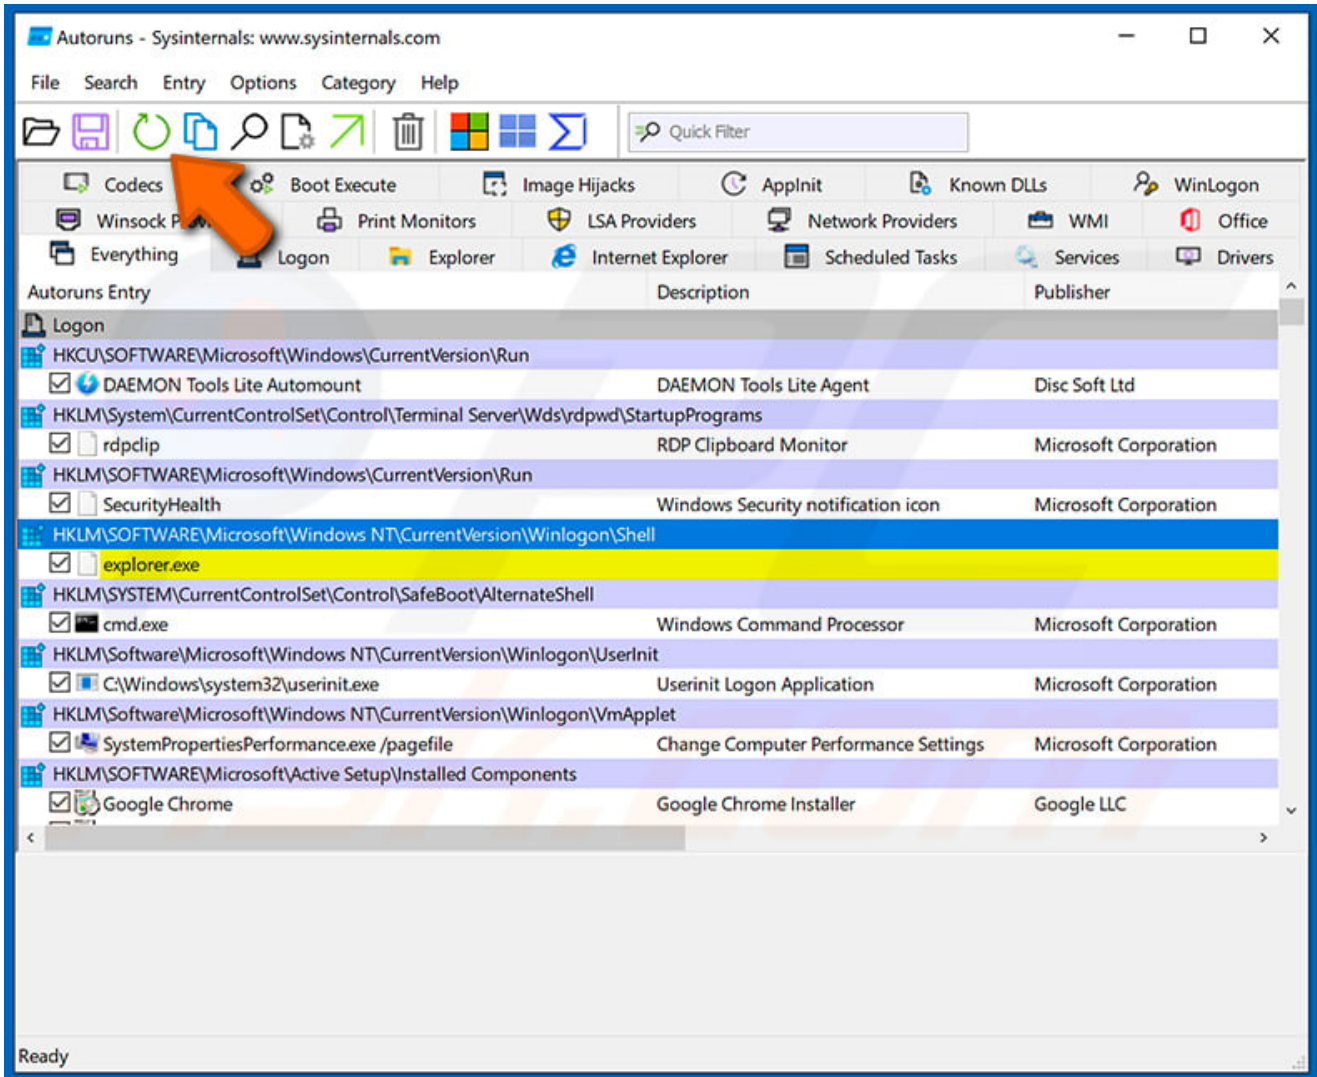 Autoruns - Sysinternals: www.sysinternals.com
File Search Entry Options Category Help
Quick Filter
Codecs Boot Execute Image Hijacks AppInit Known DLLs WinLogon
Winsock Print Monitors LSA Providers Network Providers WMI Office
Everything Logon Explorer Internet Explorer Scheduled Tasks Services Drivers
Autoruns Entry Description Publisher
Logon
HKCU\SOFTWARE\Microsoft\Windows\CurrentVersion\Run
DAEMON Tools Lite Automount DAEMON Tools Lite Agent Disc Soft Ltd
HKLM\System\CurrentControlSet\Control\Terminal Server\Wds\rdpwd\StartupPrograms
rdpclip RDP Clipboard Monitor Microsoft Corporation
HKLM\SOFTWARE\Microsoft\Windows\CurrentVersion\Run
SecurityHealth Windows Security notification icon Microsoft Corporation
HKLM\SOFTWARE\Microsoft\Windows NT\CurrentVersion\Winlogon\Shell
explorer.exe
HKLM\SYSTEM\CurrentControlSet\Control\SafeBoot\AlternateShell
cmd.exe Windows Command Processor Microsoft Corporation
HKLM\Software\Microsoft\Windows NT\CurrentVersion\Winlogon\UserInit
C:\Windows\system32\userinit.exe Userinit Logon Application Microsoft Corporation
HKLM\Software\Microsoft\Windows NT\CurrentVersion\Winlogon\VmApplet
SystemPropertiesPerformance.exe /pagefile Change Computer Performance Settings Microsoft Corporation
HKLM\SOFTWARE\Microsoft\Active Setup\Installed Components
Google Chrome Google Chrome Installer Google LLC
Ready